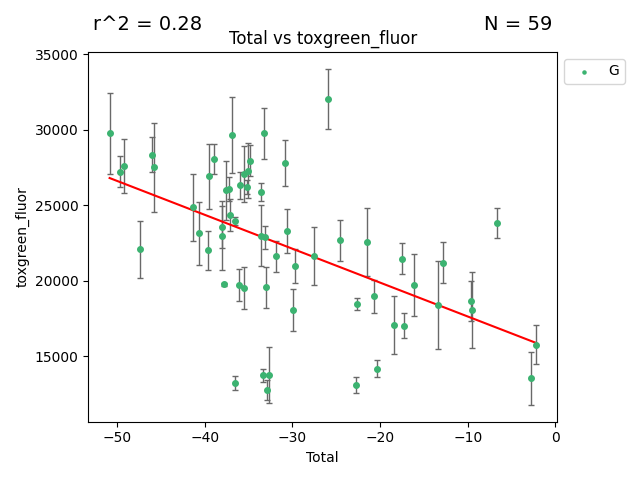 r^2 = 0.28
N = 59
Total vs toxgreen_fluor
G
toxgreen_fluor
35000
30000
25000
20000
15000
−50
−40
−30
−20
−10
0
Total